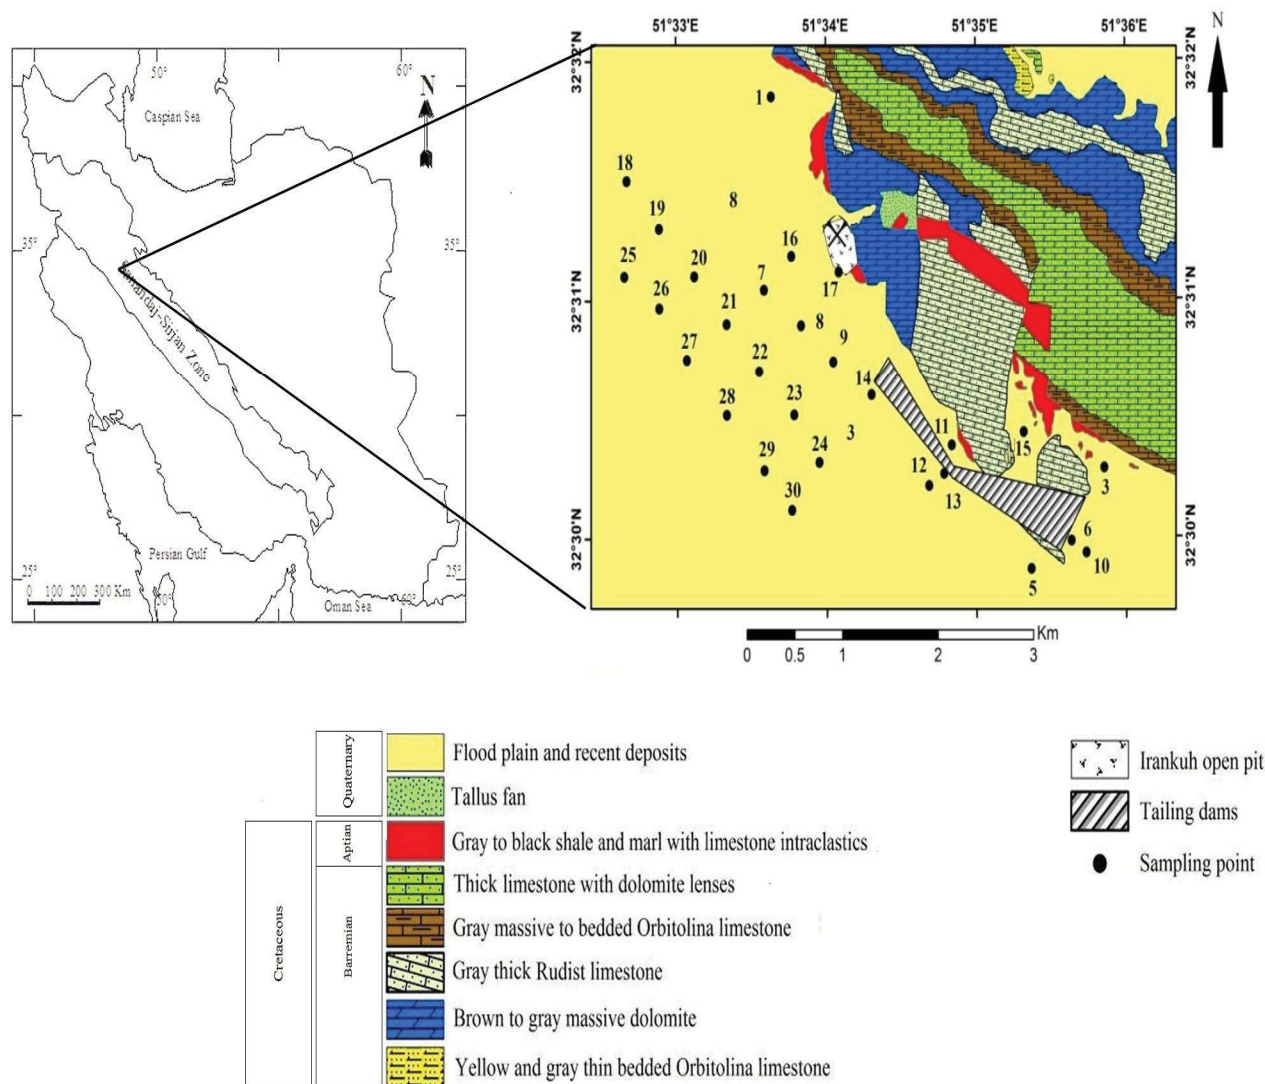 50°
60°
Caspian Sea
N
35°
35°
Sanandaj-Sirjan Zone
Persian Gulf
25°
25°
0 100 200 300 Km
50°
Oman Sea
60°
51°33'E
51°34'E
51°35'E
51°36'E
N
32°32'N
32°32'N
1
18
8
19
16
25
20
7
17
32°31'N
32°31'N
26
21
8
9
27
22
14
28
23
3
11
15
29
24
12
13
3
30
6
10
5
32°30'N
32°30'N
0 0.5 1 2 3 Km
Cretaceous
Quaternary
Aptian
Barremian
Flood plain and recent deposits
Tallus fan
Gray to black shale and marl with limestone intraclastics
Thick limestone with dolomite lenses
Gray massive to bedded Orbitolina limestone
Gray thick Rudist limestone
Brown to gray massive dolomite
Yellow and gray thin bedded Orbitolina limestone
Irankuh open pit
Tailing dams
Sampling point